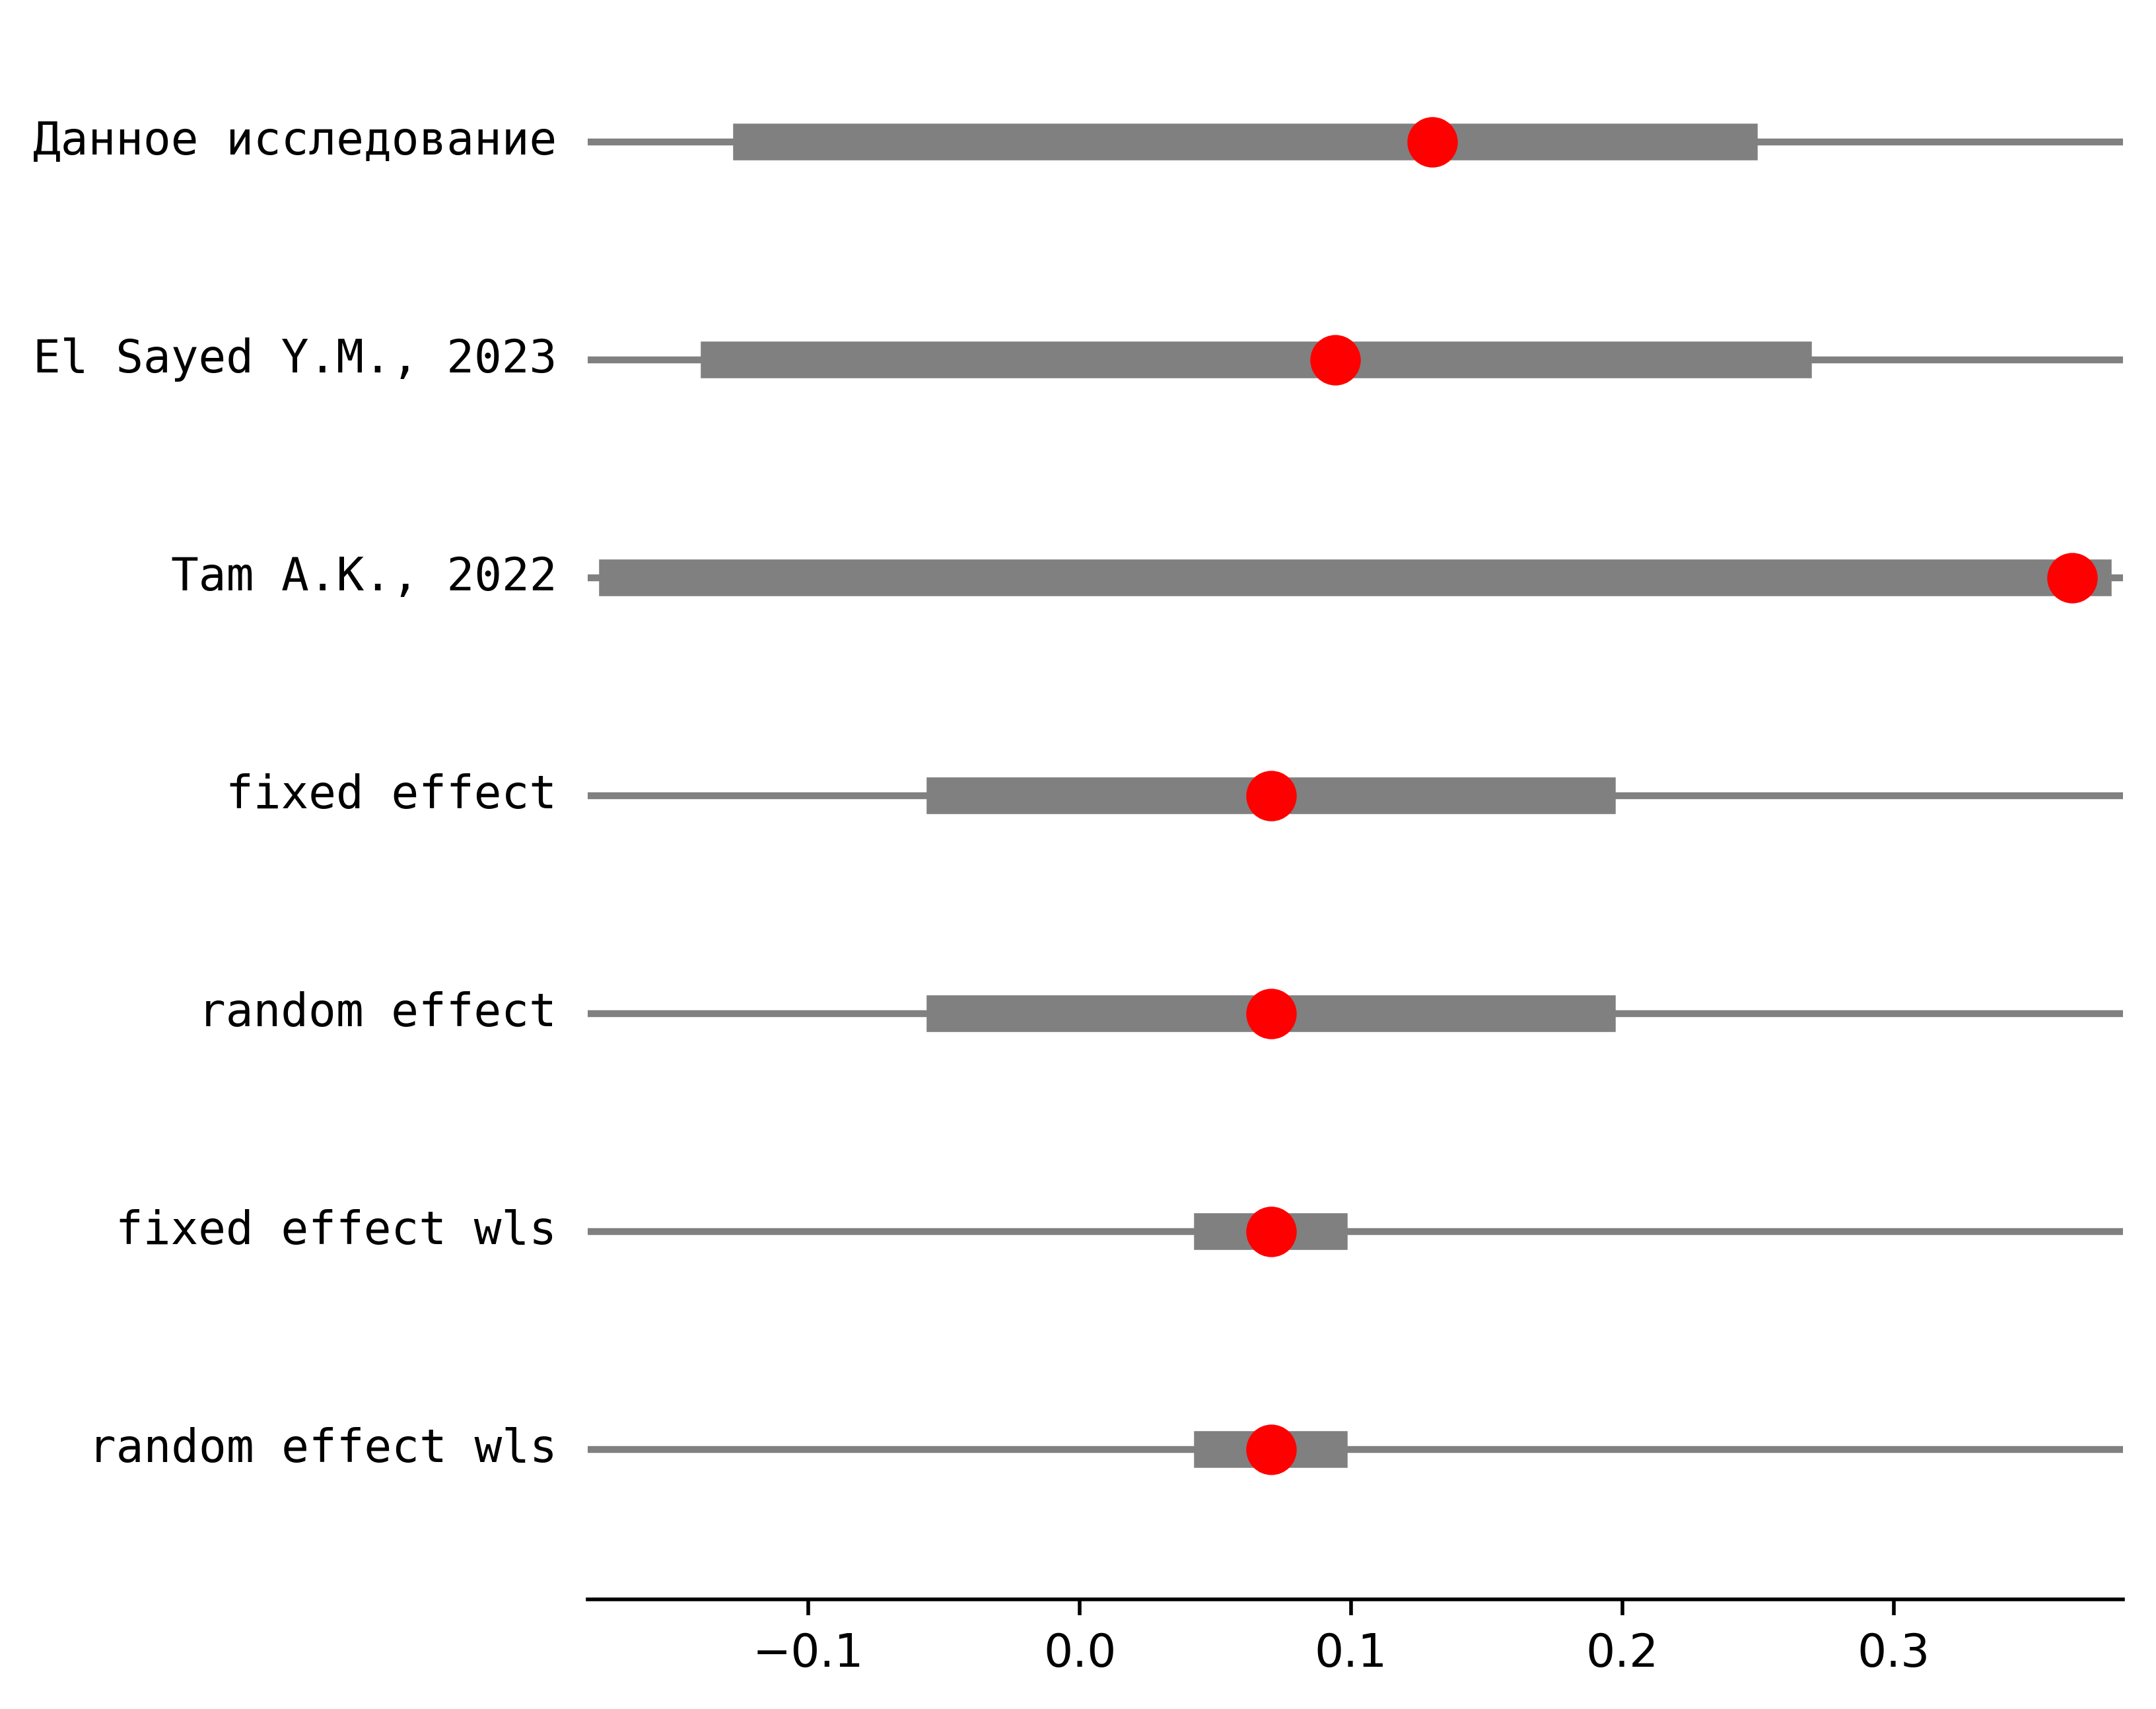 Данное исследование
El Sayed Y.M., 2023
Tam A.K., 2022
fixed effect
random effect
fixed effect wls
random effect wls
−0.1 0.0 0.1 0.2 0.3